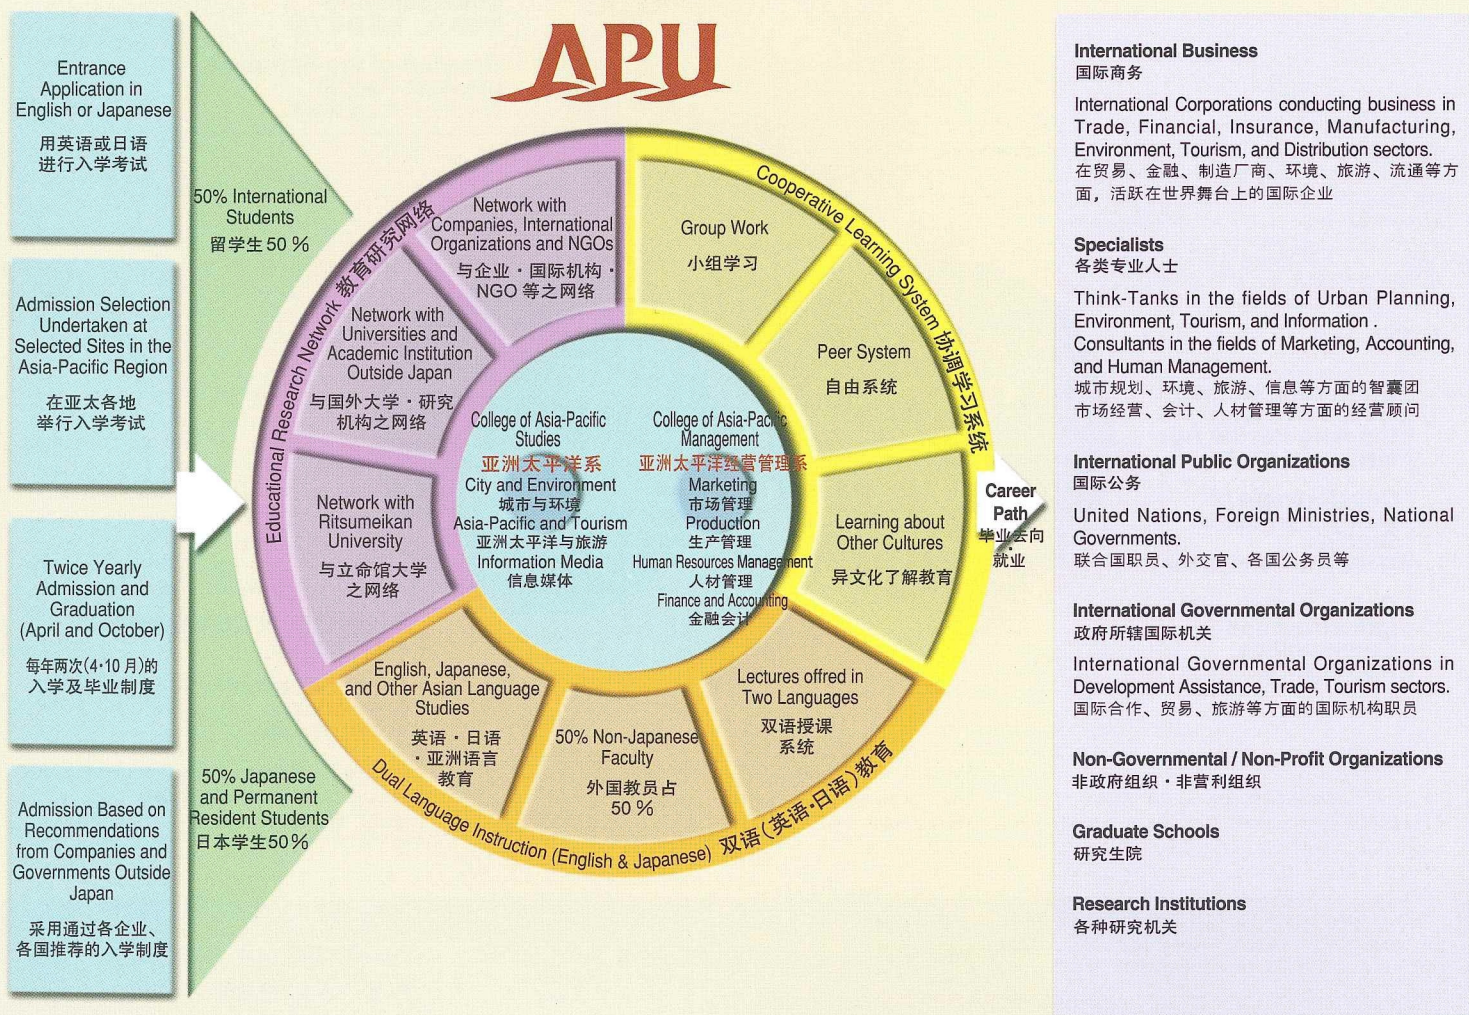 APU
Entrance
Application in
English or Japanese
用英语或日语
进行入学考试
Admission Selection
Undertaken at
Selected Sites in the
Asia-Pacific Region
在亚太各地
举行入学考试
Twice Yearly
Admission and
Graduation
(April and October)
每年两次(4·10 月)的
入学及毕业制度
Admission Based on
Recommendations
from Companies and
Governments Outside
Japan
采用通过各企业、
各国推荐的入学制度
50% International
Students
留学生50 %
50% Japanese
and Permanent
Resident Students
日本学生50%
Educational Research Network 教育研究网络
Network with
Companies, International
Organizations and NGOs
与企业・国际机构・
NGO 等之网络
Network with
Universities and
Academic Institution
Outside Japan
与国外大学・研究
机构之网络
Network with
Ritsumeikan
University
与立命馆大学
之网络
Cooperative Learning System 协调学习系统
Group Work
小组学习
Peer System
自由系统
Learning about
Other Cultures
异文化了解教育
College of Asia-Pacific
Studies
亚洲太平洋系
City and Environment
城市与环境
Asia-Pacific and Tourism
亚洲太平洋与旅游
Information Media
信息媒体
College of Asia-Pacific
Management
亚洲太平洋经营管理系
Marketing
市场管理
Production
生产管理
Human Resources Management
人材管理
Finance and Accounting
金融会计
English, Japanese,
and Other Asian Language
Studies
英语・日语
・亚洲语言
教育
50% Non-Japanese
Faculty
外国教员占
50 %
Lectures offred in
Two Languages
双语授课
系统
Dual Language Instruction (English & Japanese) 双语(英语·日语)教育
Career
Path
毕业去向
・
就业
International Business
国际商务
International Corporations conducting business in
Trade, Financial, Insurance, Manufacturing,
Environment, Tourism, and Distribution sectors.
在贸易、金融、制造厂商、环境、旅游、流通等方
面，活跃在世界舞台上的国际企业
Specialists
各类专业人士
Think-Tanks in the fields of Urban Planning,
Environment, Tourism, and Information .
Consultants in the fields of Marketing, Accounting,
and Human Management.
城市规划、环境、旅游、信息等方面的智囊团
市场经营、会计、人材管理等方面的经营顾问
International Public Organizations
国际公务
United Nations, Foreign Ministries, National
Governments.
联合国职员、外交官、各国公务员等
International Governmental Organizations
政府所辖国际机关
International Governmental Organizations in
Development Assistance, Trade, Tourism sectors.
国际合作、贸易、旅游等方面的国际机构职员
Non-Governmental / Non-Profit Organizations
非政府组织・非营利组织
Graduate Schools
研究生院
Research Institutions
各种研究机关